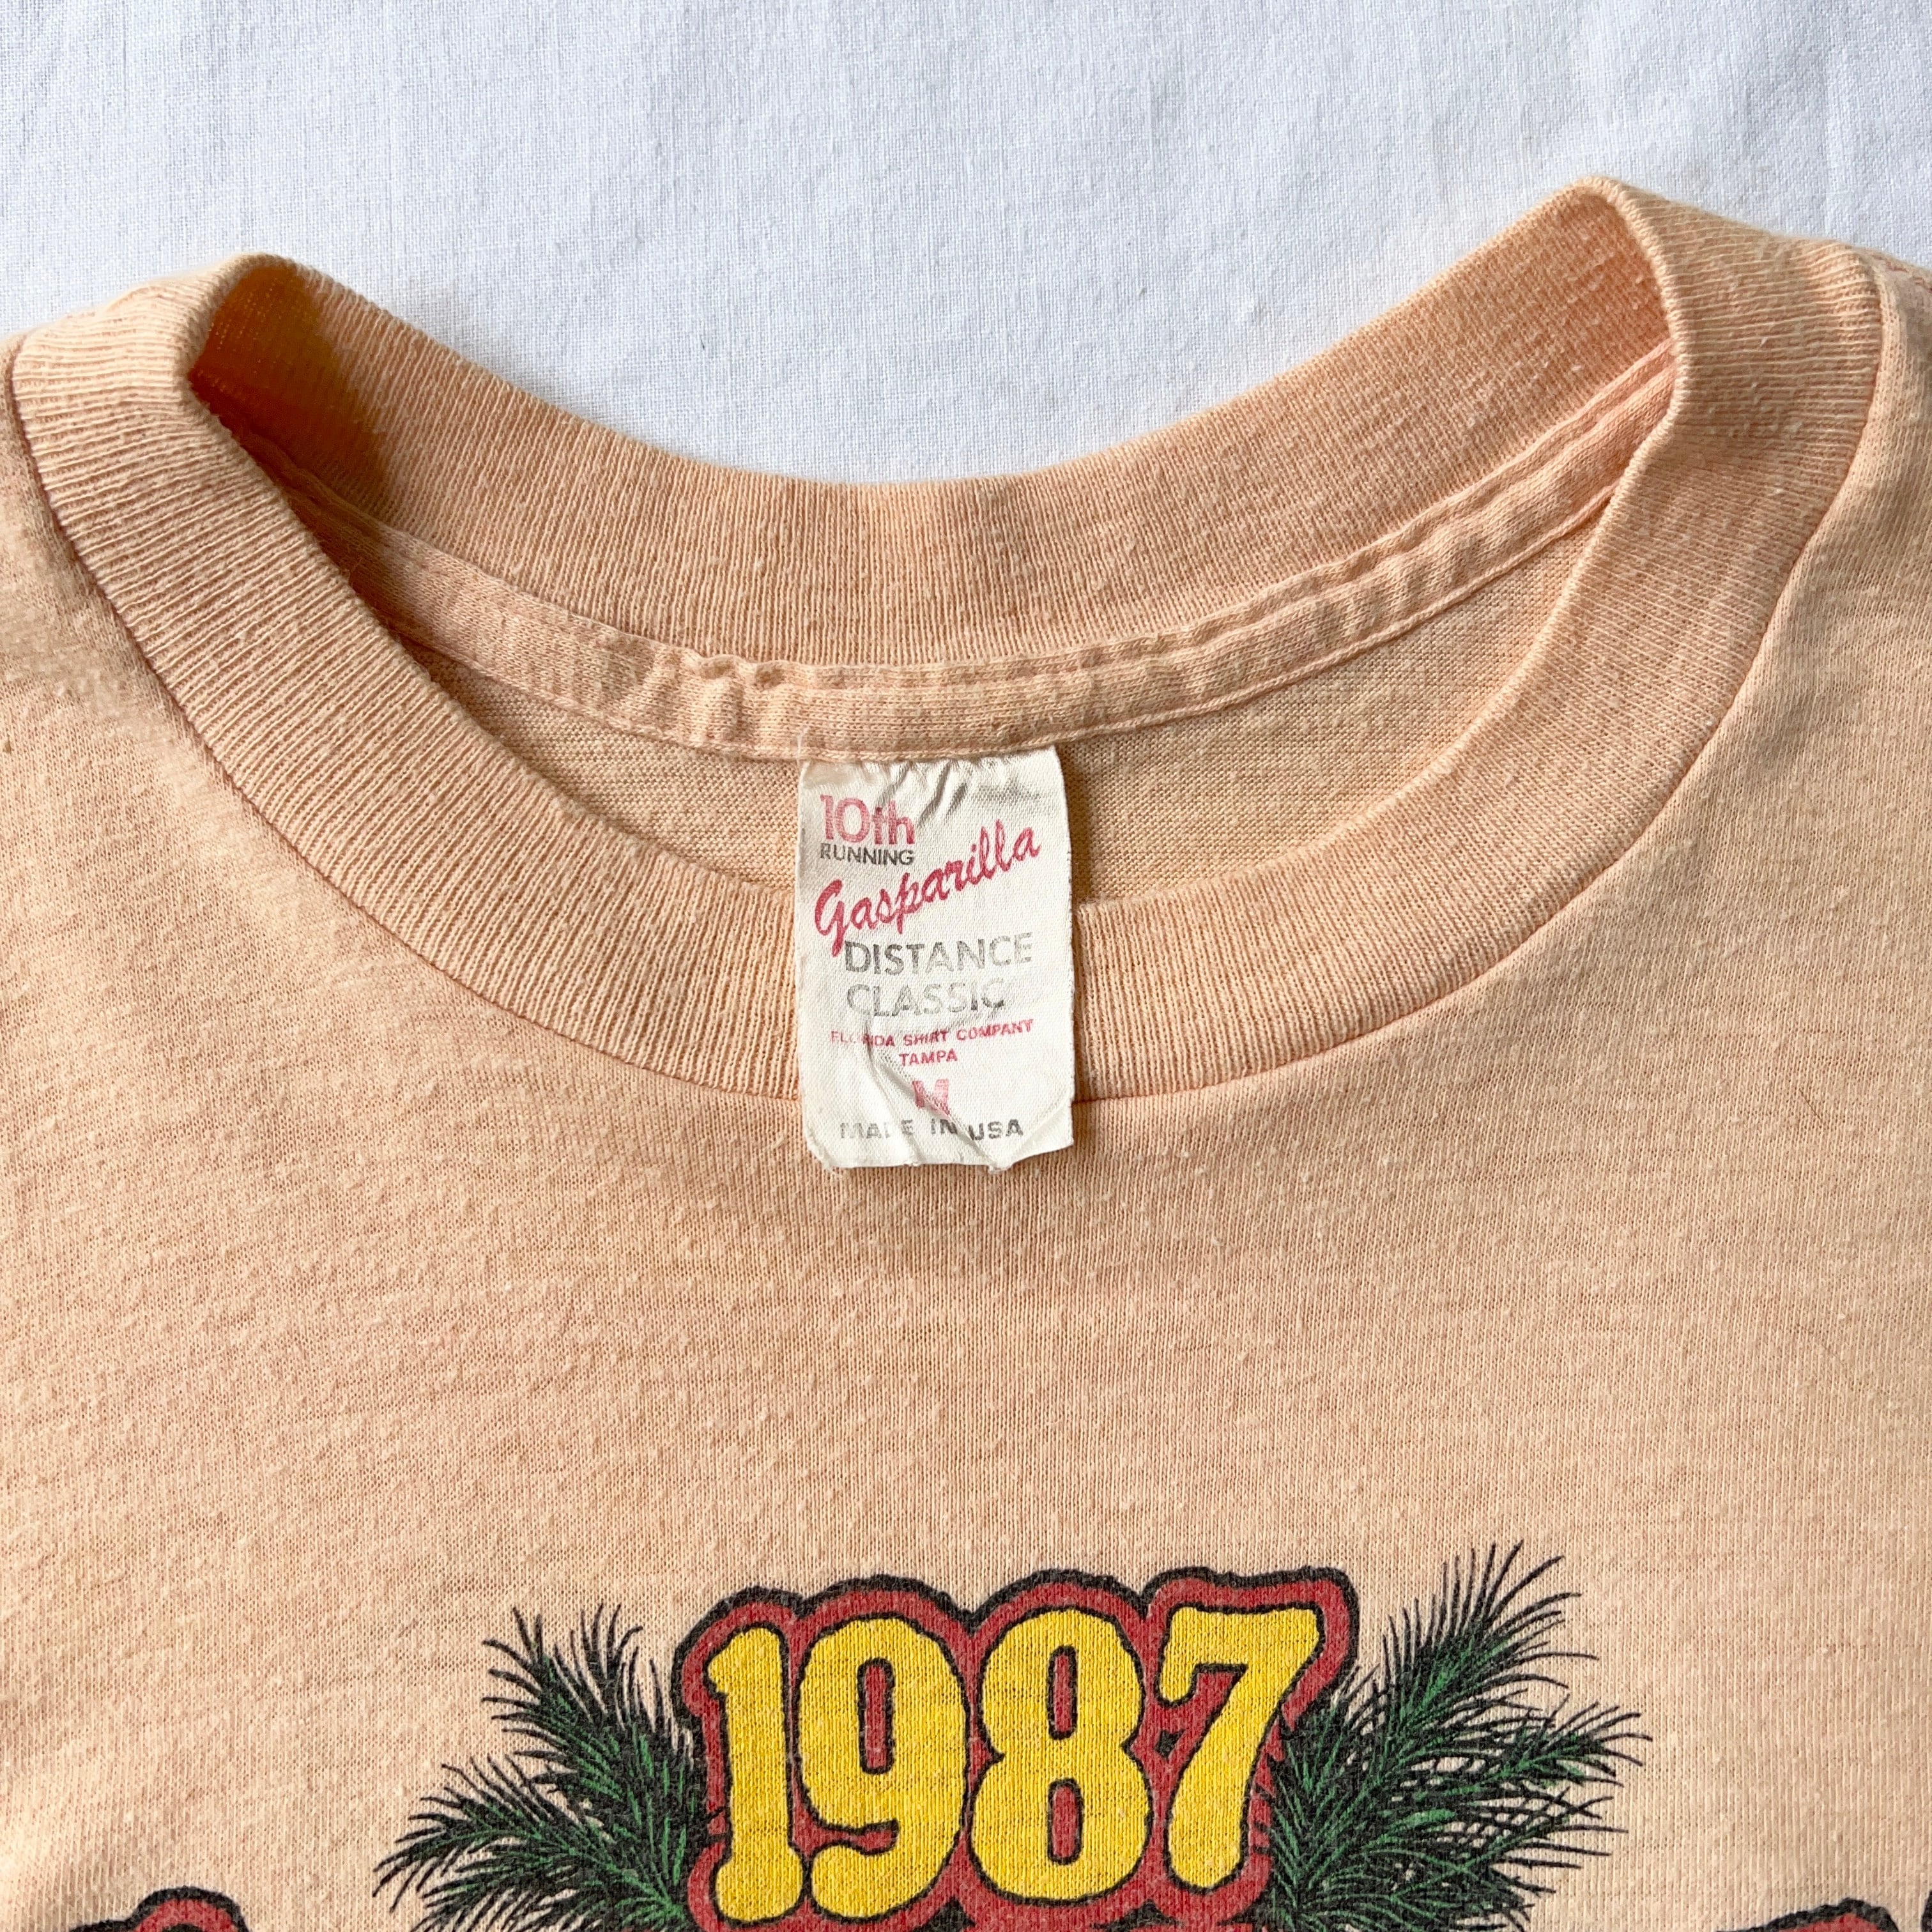 10th
RUNNING
Gasparilla
DISTANCE
CLASSIC
FLORIDA SHIRT COMPANY
TAMPA
M
MADE IN USA
1987